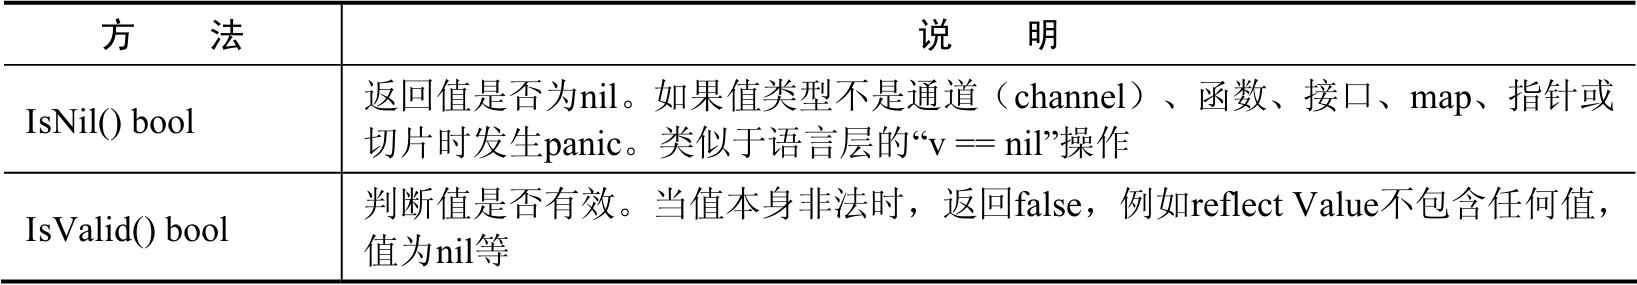 方 法 说 明
IsNil() bool
返回值是否为nil。如果值类型不是通道（channel）、函数、接口、map、指针或
切片时发生panic。类似于语言层的“v == nil”操作
IsValid() bool
判断值是否有效。当值本身非法时，返回false，例如reflect Value不包含任何值，
值为nil等